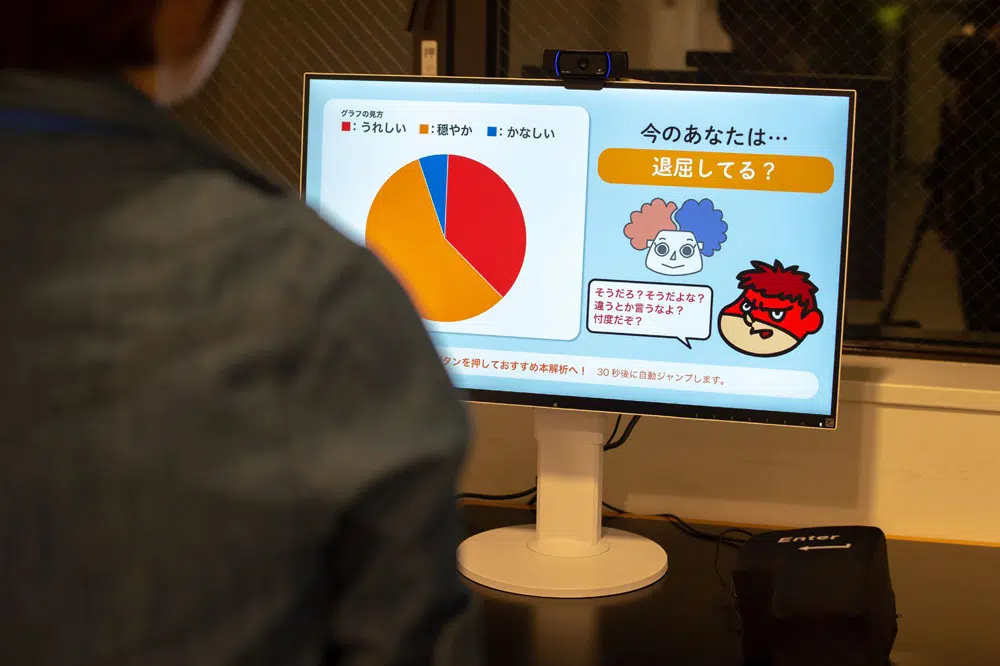 押
グラフの見方
■：うれしい ■：穏やか ■：かなしい
今のあなたは…
退屈してる？
そうだろ？そうだよな？
違うとか言うなよ？
忖度だぞ？
タンを押しておすすめ本解析へ！ 30秒後に自動ジャンプします。
Enter